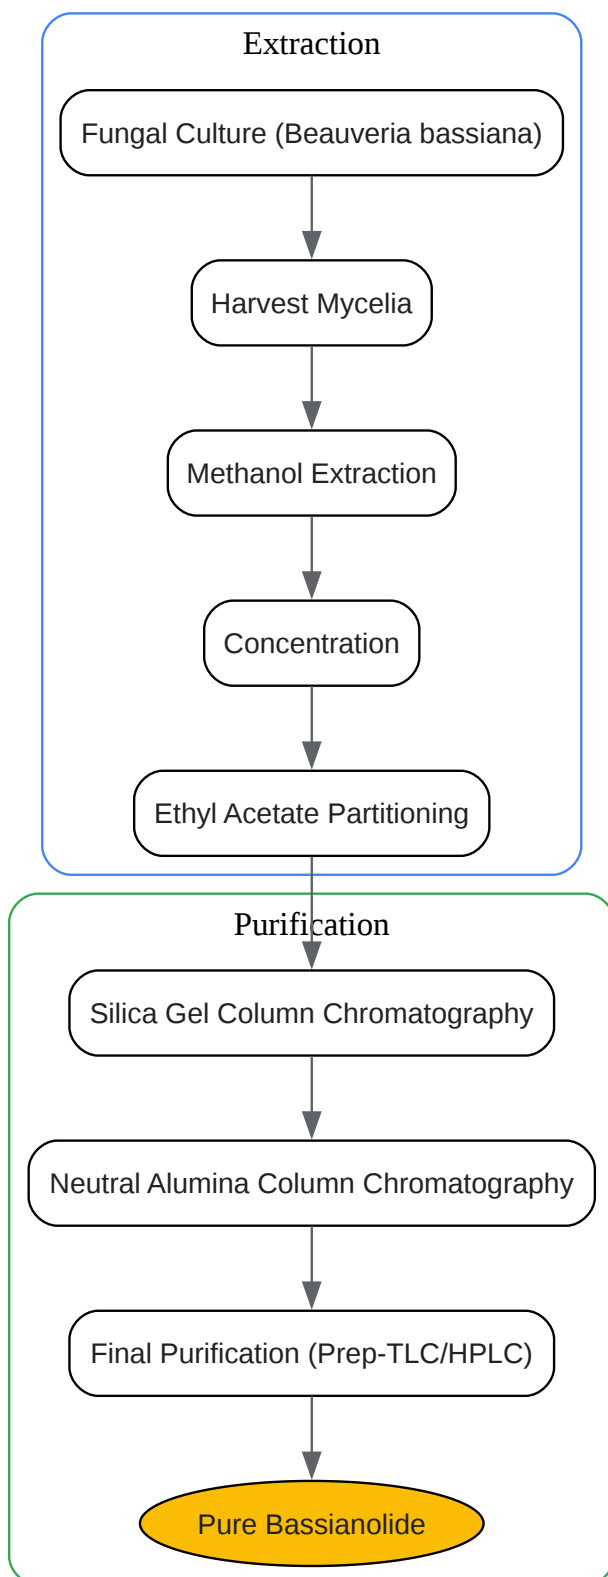 Extraction
Fungal Culture (Beauveria bassiana)
Harvest Mycelia
Methanol Extraction
Concentration
Ethyl Acetate Partitioning
Purification
Silica Gel Column Chromatography
Neutral Alumina Column Chromatography
Final Purification (Prep-TLC/HPLC)
Pure Bassianolide